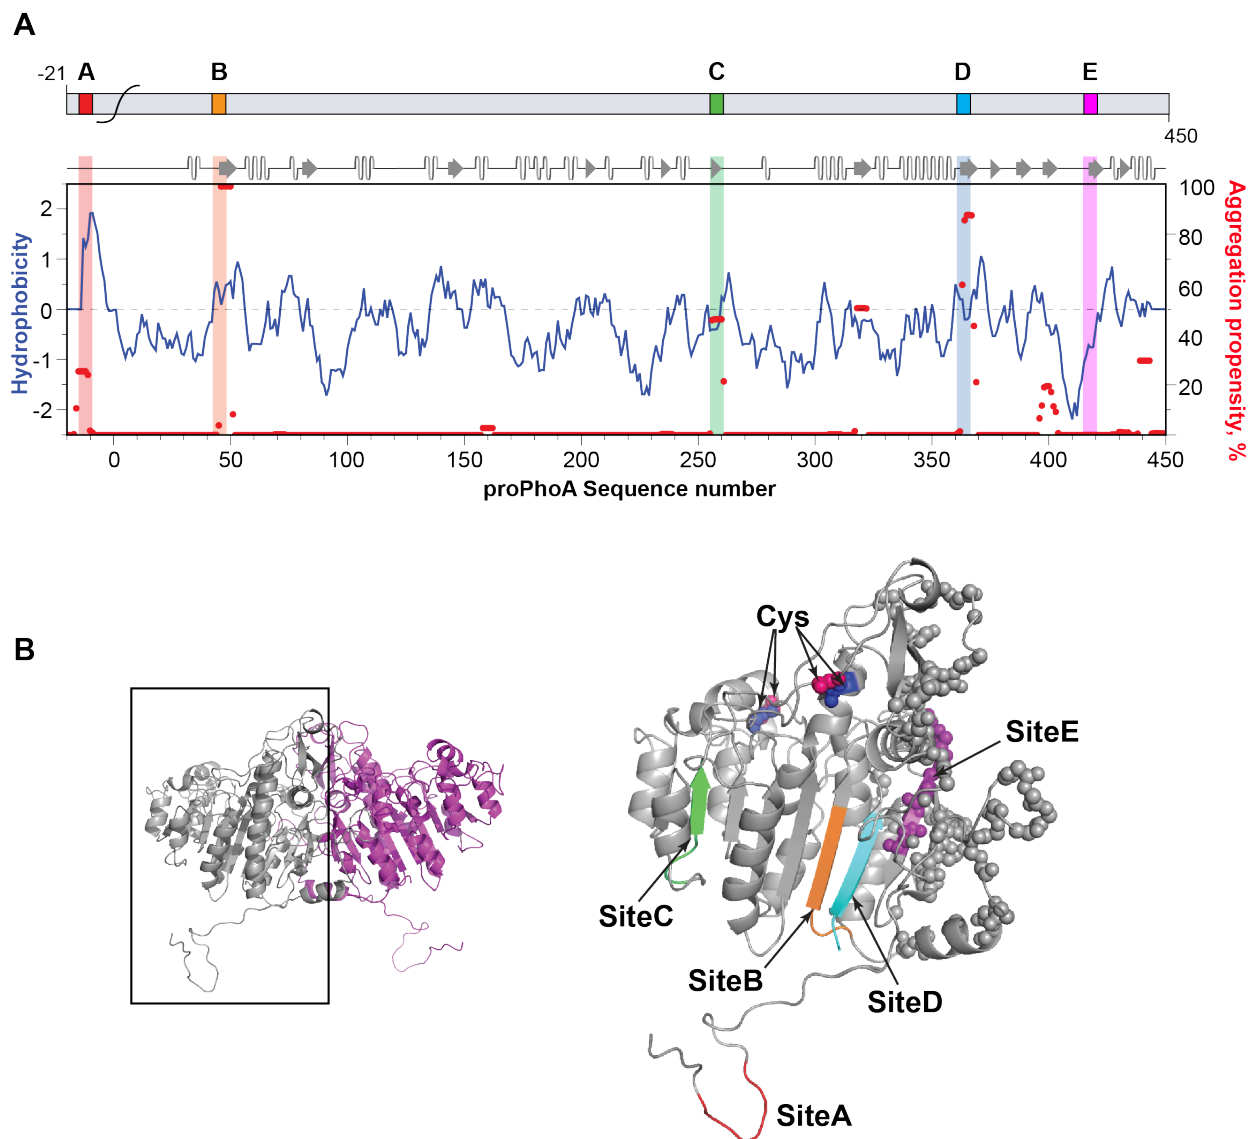 A
-21 A B C D E
450
2
1
0
-1
-2
Hydrophobicity
100
80
60
40
20
Aggregation propensity, %
0 50 100 150 200 250 300 350 400 450
proPhoA Sequence number
B
Cys
SiteE
SiteC
SiteB
SiteD
SiteA